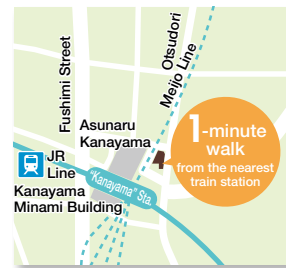 Fushimi Street
Otsudori
Meijo Line
Asunaru
Kanayama
1-minute
walk
from the nearest
train station
JR
Line
"Kanayama" Sta.
Kanayama
Minami Building